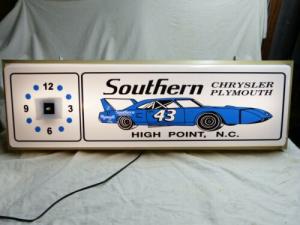 12
9 3
6
Southern
CHRYSLER
PLYMOUTH
43
HIGH POINT, N.C.